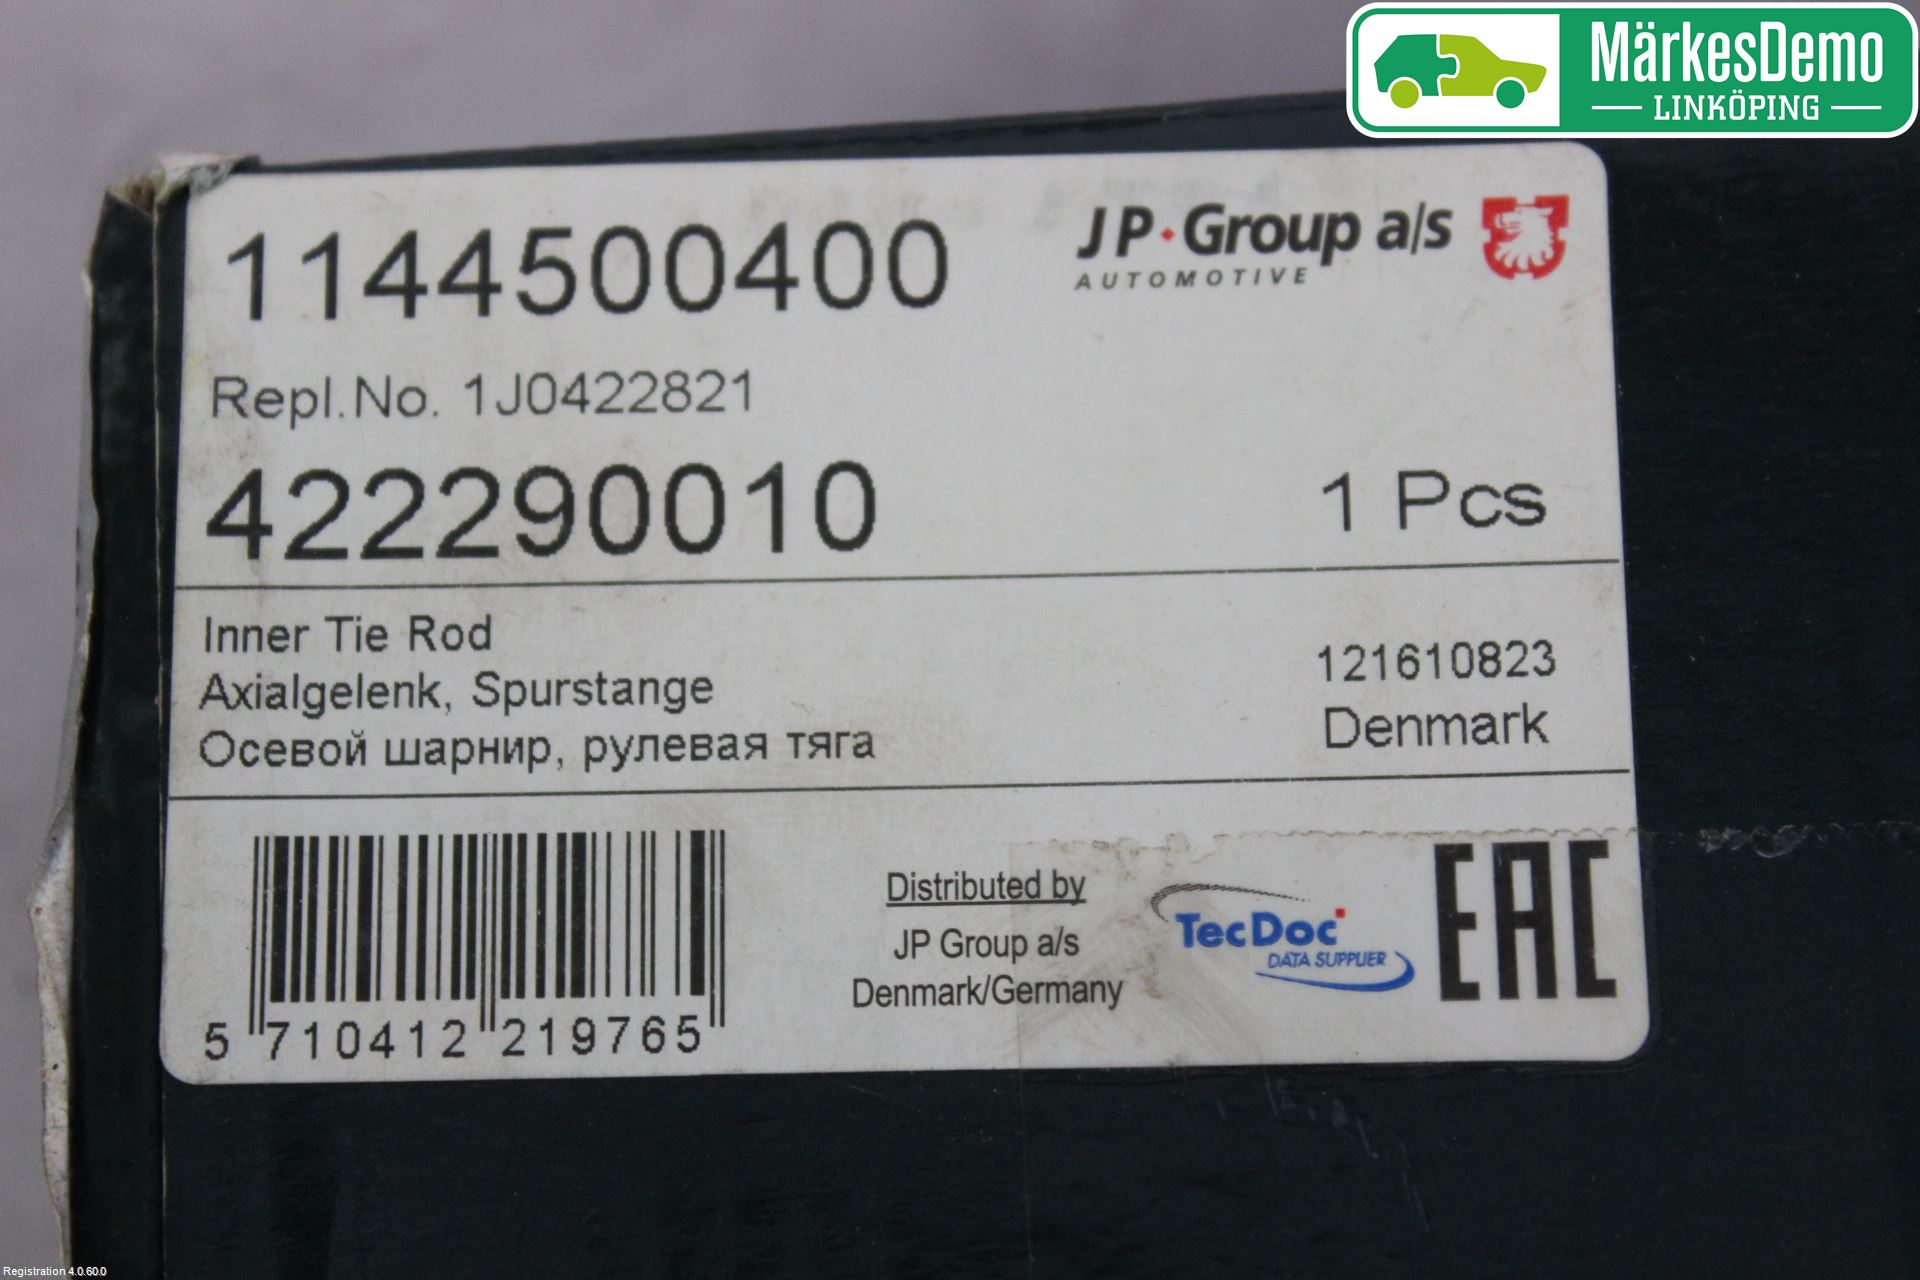 MärkesDemo
LINKÖPING
1144500400
JP·Group a/s
AUTOMOTIVE
Repl.No. 1J0422821
422290010
1 Pcs
Inner Tie Rod
Axialgelenk, Spurstange
Осевой шарнир, рулевая тяга
121610823
Denmark
5 710412 219765
Distributed by
JP Group a/s
Denmark/Germany
TecDoc
DATA SUPPLIER
EAC
Registration 4.0.60.0